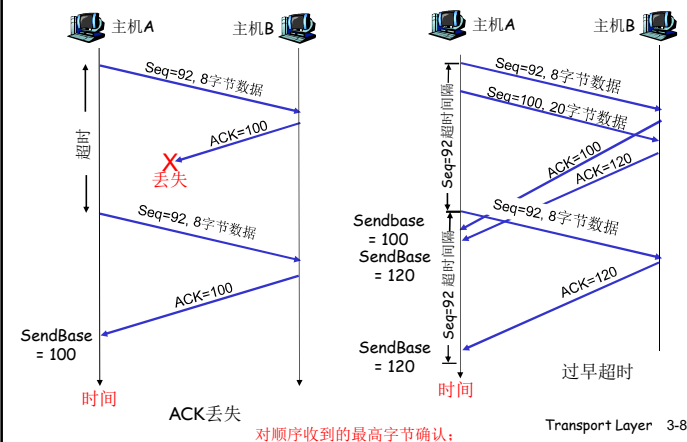 主机A
主机B
Seq=92, 8字节数据
超时
ACK=100
X
丢失
Seq=92, 8字节数据
ACK=100
SendBase
= 100
时间
ACK丢失
主机A
主机B
Seq=92, 8字节数据
Seq=100, 20字节数据
Seq=92超时间隔
ACK=100
ACK=120
Seq=92, 8字节数据
Sendbase
= 100
SendBase
= 120
Seq=92 超时间隔
ACK=120
SendBase
= 120
时间
过早超时
对顺序收到的最高字节确认;
Transport Layer 3-8